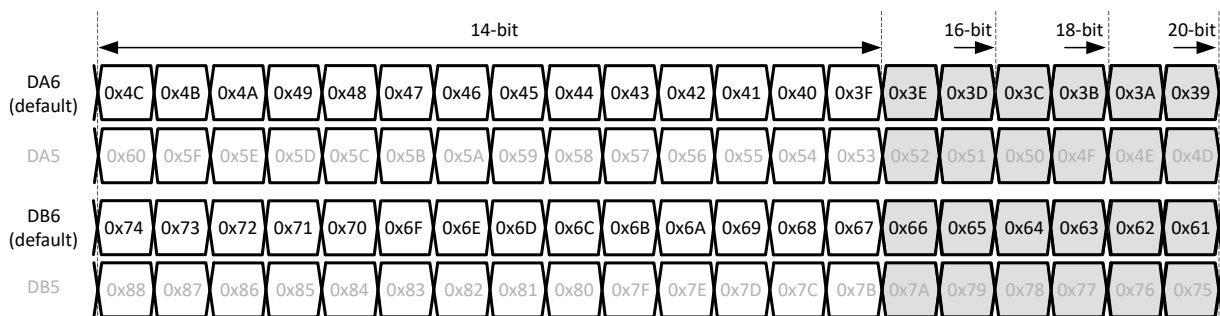 14-bit 16-bit 18-bit 20-bit
DA6 (default) 0x4C 0x4B 0x4A 0x49 0x48 0x47 0x46 0x45 0x44 0x43 0x42 0x41 0x40 0x3F 0x3E 0x3D 0x3C 0x3B 0x3A 0x39
DA5 0x60 0x5F 0x5E 0x5D 0x5C 0x5B 0x5A 0x59 0x58 0x57 0x56 0x55 0x54 0x53 0x52 0x51 0x50 0x4F 0x4E 0x4D
DB6 (default) 0x74 0x73 0x72 0x71 0x70 0x6F 0x6E 0x6D 0x6C 0x6B 0x6A 0x69 0x68 0x67 0x66 0x65 0x64 0x63 0x62 0x61
DB5 0x88 0x87 0x86 0x85 0x84 0x83 0x82 0x81 0x80 0x7F 0x7E 0x7D 0x7C 0x7B 0x7A 0x79 0x78 0x77 0x76 0x75